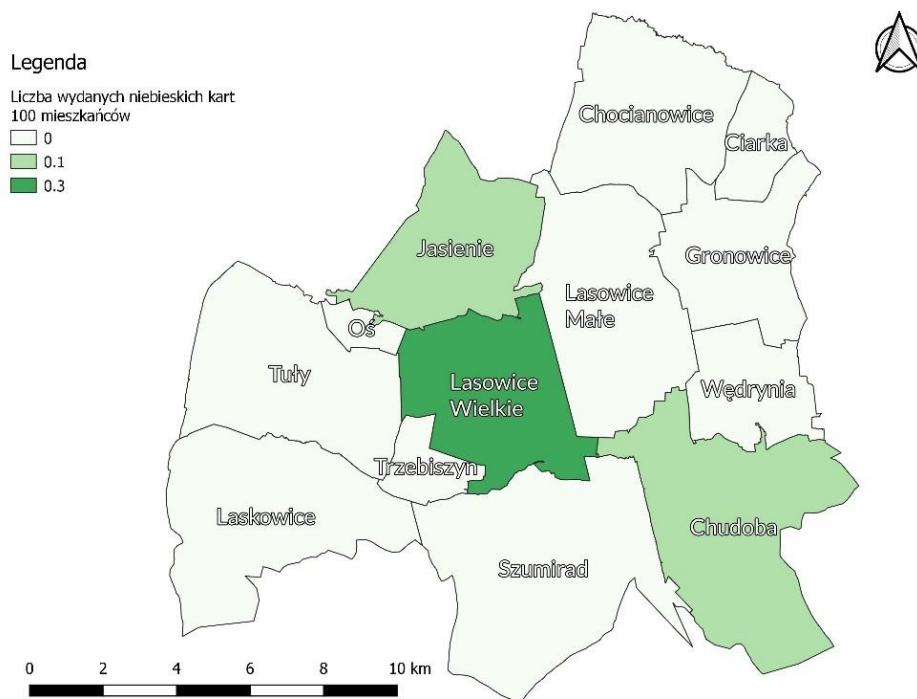 Legenda
Liczba wydanych niebieskich kart
100 mieszkańców
0
0.1
0.3
Chocianowice
Ciarka
Jasienie
Gronowice
Lasowice
Małe
Oś
Tuły
Lasowice
Wielkie
Wędrynia
Trzebiszyn
Laskowice
Chudoba
Szumirad
0 2 4 6 8 10 km